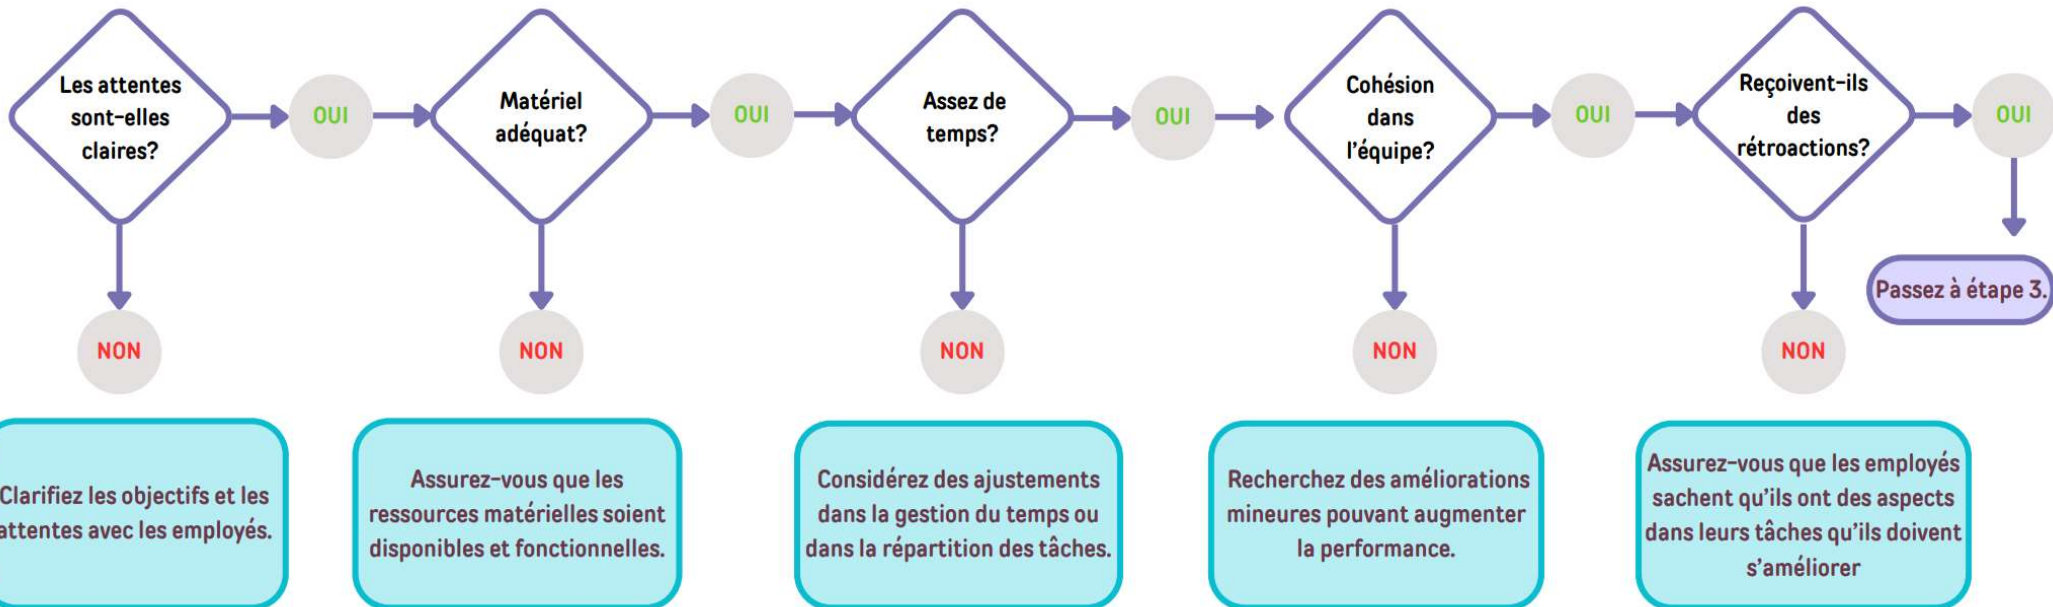 Les attentes
sont-elles
claires?
OUI
Matériel
adéquat?
OUI
Assez de
temps?
OUI
Cohésion
dans
l'équipe?
OUI
Reçoivent-ils
des
rétroactions?
OUI
Passez à étape 3.
NON
NON
NON
NON
NON
Clarifiez les objectifs et les
attentes avec les employés.
Assurez-vous que les
ressources matérielles soient
disponibles et fonctionnelles.
Considérez des ajustements
dans la gestion du temps ou
dans la répartition des tâches.
Recherchez des améliorations
mineures pouvant augmenter
la performance.
Assurez-vous que les employés
sachent qu'ils ont des aspects
dans leurs tâches qu'ils doivent
s'améliorer